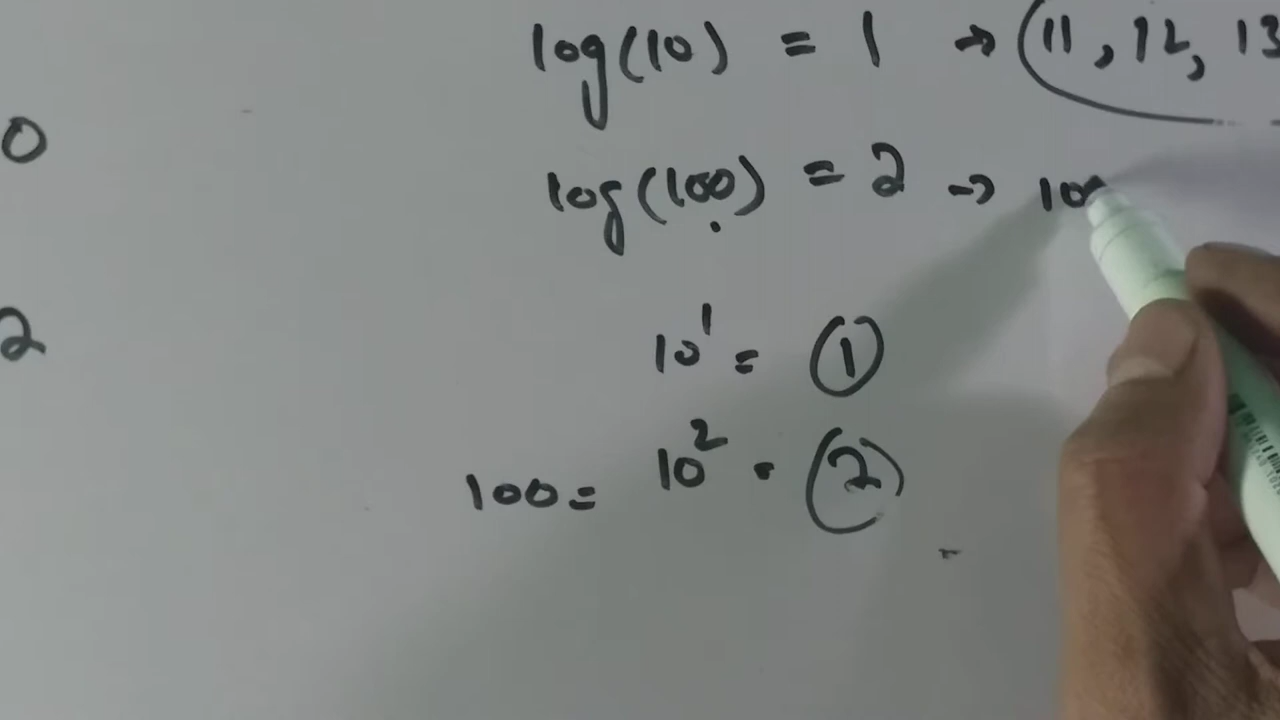 log(10) = 1 → (11, 12, 13
0
log(100) = 2 → 10
2
10¹ = 1
100 = 10² = 2